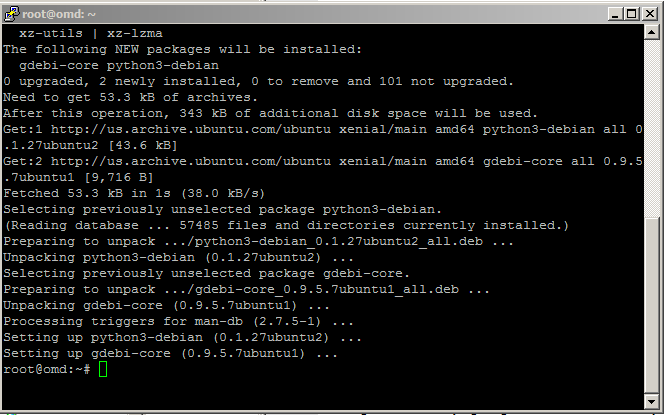 root@omd: ~
xz-utils | xz-lzma
The following NEW packages will be installed:
gdebi-core python3-debian
0 upgraded, 2 newly installed, 0 to remove and 101 not upgraded.
Need to get 53.3 kB of archives.
After this operation, 343 kB of additional disk space will be used.
Get:1 http://us.archive.ubuntu.com/ubuntu xenial/main amd64 python3-debian all 0
.1.27ubuntu2 [43.6 kB]
Get:2 http://us.archive.ubuntu.com/ubuntu xenial/main amd64 gdebi-core all 0.9.5
.7ubuntu1 [9,716 B]
Fetched 53.3 kB in 1s (38.0 kB/s)
Selecting previously unselected package python3-debian.
(Reading database ... 57485 files and directories currently installed.)
Preparing to unpack .../python3-debian_0.1.27ubuntu2_all.deb ...
Unpacking python3-debian (0.1.27ubuntu2) ...
Selecting previously unselected package gdebi-core.
Preparing to unpack .../gdebi-core_0.9.5.7ubuntu1_all.deb ...
Unpacking gdebi-core (0.9.5.7ubuntu1) ...
Processing triggers for man-db (2.7.5-1) ...
Setting up python3-debian (0.1.27ubuntu2) ...
Setting up gdebi-core (0.9.5.7ubuntu1) ...
root@omd:~#